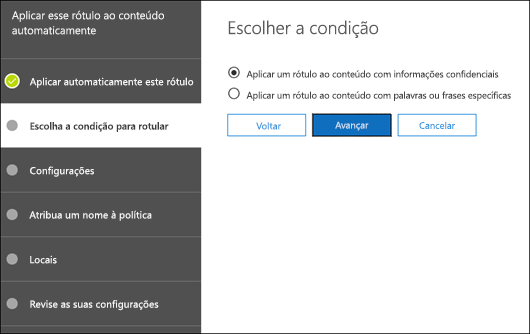 Aplicar esse rótulo ao conteúdo
automaticamente
Aplicar automaticamente este rótulo
Escolha a condição para rotular
Configurações
Atribua um nome à política
Locais
Revise as suas configurações
Escolher a condição
Aplicar um rótulo ao conteúdo com informações confidenciais
Aplicar um rótulo ao conteúdo com palavras ou frases específicas
Voltar
Avançar
Cancelar